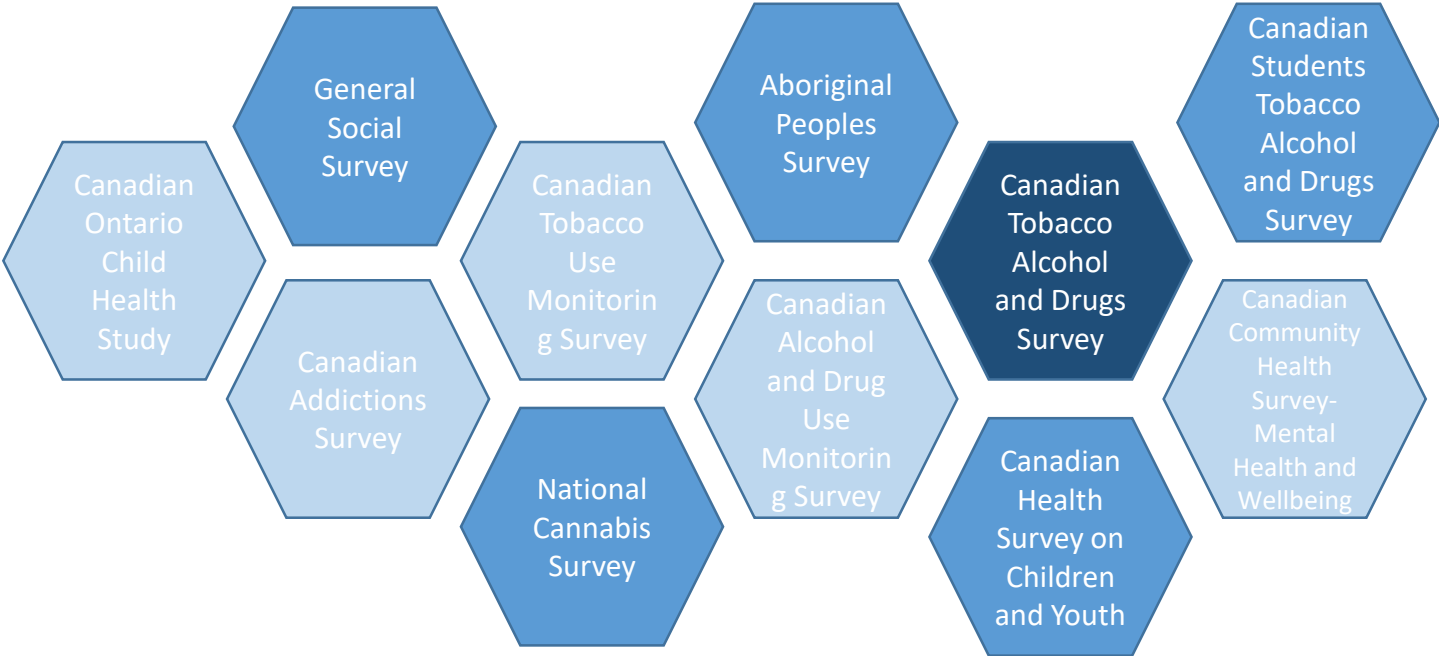 Canadian
Ontario
Child
Health
Study
General
Social
Survey
Canadian
Addictions
Survey
Canadian
Tobacco
Use
Monitorin
g Survey
National
Cannabis
Survey
Aboriginal
Peoples
Survey
Canadian
Alcohol
and Drug
Use
Monitorin
g Survey
Canadian
Tobacco
Alcohol
and Drugs
Survey
Canadian
Health
Survey on
Children
and Youth
Canadian
Students
Tobacco
Alcohol
and Drugs
Survey
Canadian
Community
Health
Survey-
Mental
Health and
Wellbeing